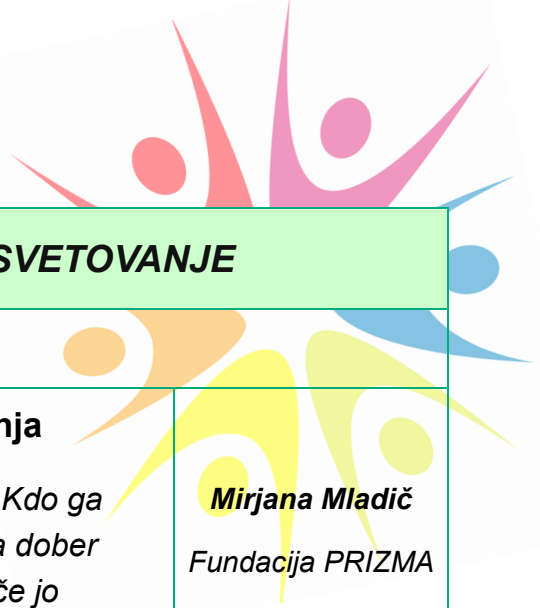 SVETOVANJE
nja
Kdo ga
a dober
če jo
Mirjana Mladič
Fundacija PRIZMA